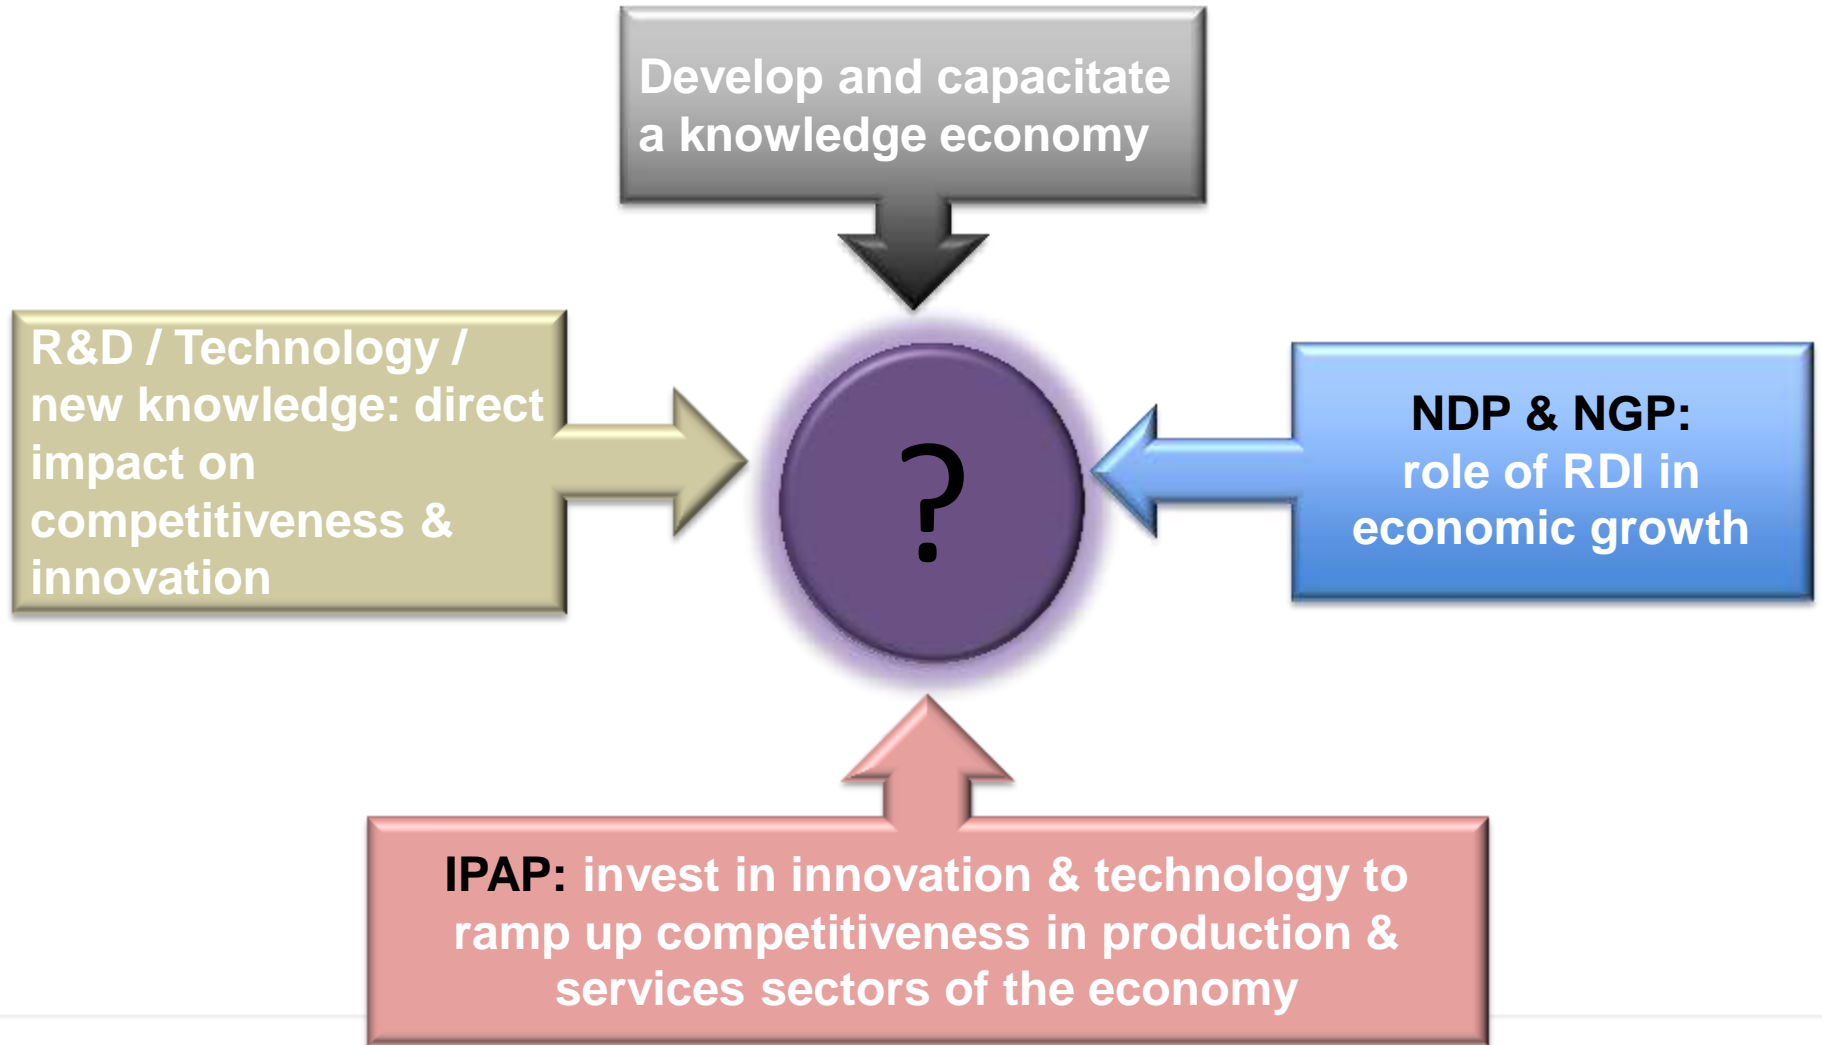 Develop and capacitate
a knowledge economy
R&D / Technology /
new knowledge: direct
impact on
competitiveness &
innovation
?
NDP & NGP:
role of RDI in
economic growth
IPAP: invest in innovation & technology to
ramp up competitiveness in production &
services sectors of the economy